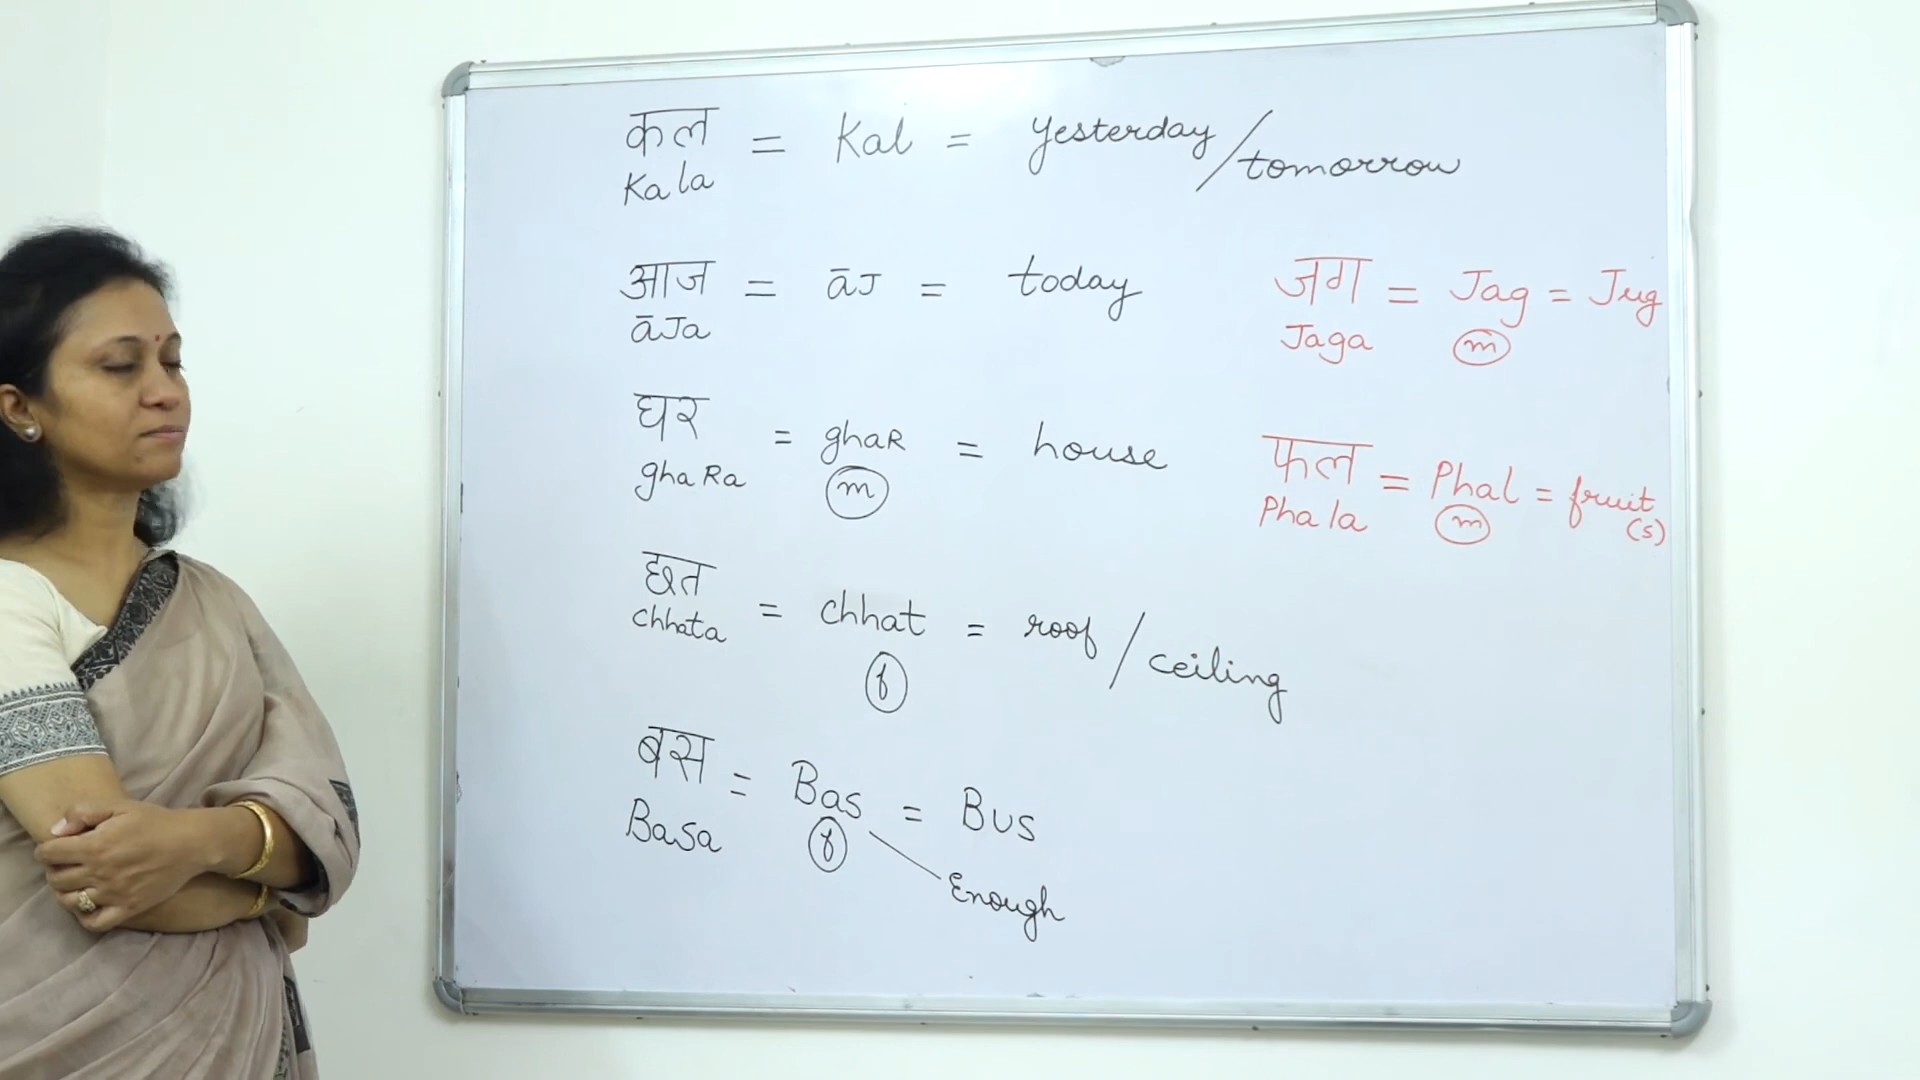 कल = Kal = yesterday/tomorrow
Kala
आज = āJ = today
āJa
घर = ghaR = house
ghaRa m
छत = chhat = roof/ceiling
chhata f
बस = Bas = Bus
Basa f
Enough
जग = Jag = Jug
Jaga m
फल = Phal = fruit
Phala m (s)